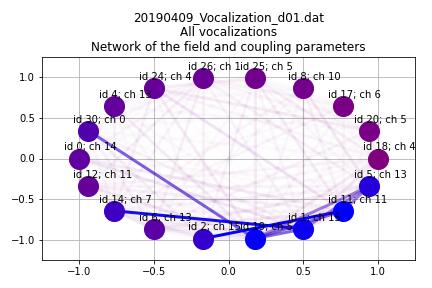 20190409_Vocalization_d01.dat
All vocalizations
Network of the field and coupling parameters
id 26; ch
id 25; ch 5
id 24; ch 4
id 8; ch 10
id 4; ch
id 17; ch 6
id 30; ch 0
id 20; ch 5
id 0; ch 14
id 18; ch 4
id 12; ch 11
id 5; ch 13
id 14; ch 7
id 11; ch 11
ch 13
id 1; ch
id 2; ch
1.0
0.5
0.0
−0.5
−1.0
−1.0 −0.5 0.0 0.5 1.0